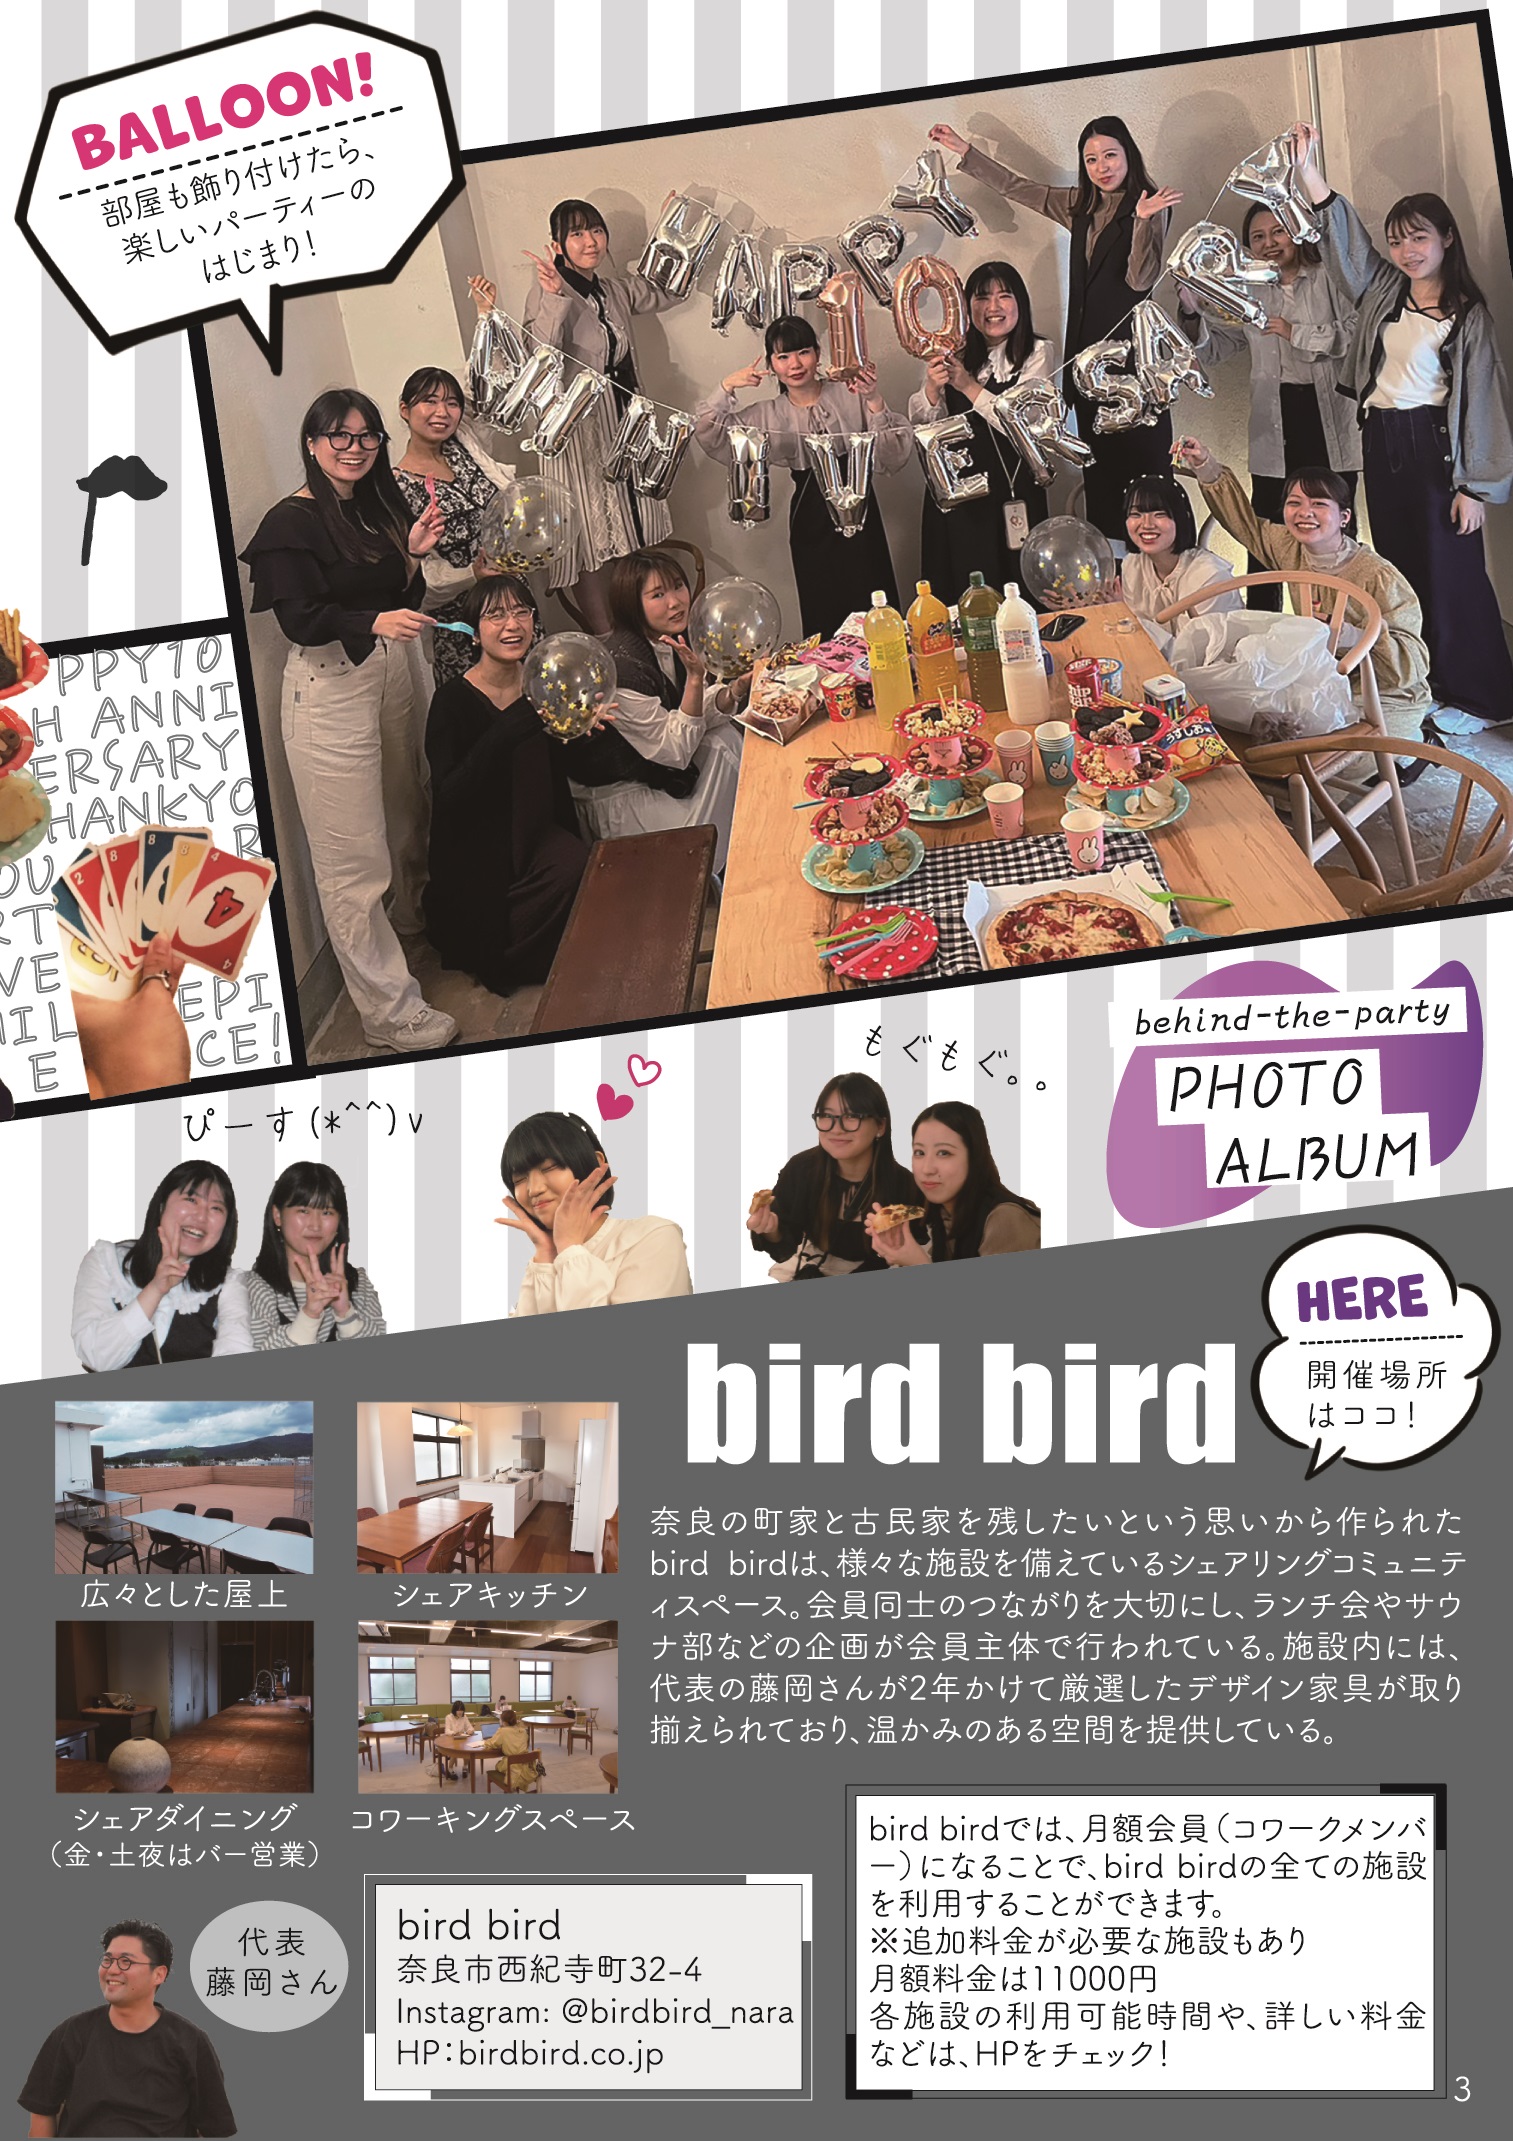 BALLOON!
部屋も飾り付けたら、
楽しいパーティーの
はじまり！
HAPPY
10
ANNIVERSARY
PPY10
H ANNI
ERSARY
HANKYO
OU,
R
RT
VE
EPI
IL
CE!
E
ぴーす(*^^)v
もぐもぐ。。
behind-the-party
PHOTO
ALBUM
HERE
開催場所
はココ！
bird bird
奈良の町家と古民家を残したいという思いから作られた
bird birdは、様々な施設を備えているシェアリングコミュニテ
ィスペース。会員同士のつながりを大切にし、ランチ会やサウ
ナ部などの企画が会員主体で行われている。施設内には、
代表の藤岡さんが2年かけて厳選したデザイン家具が取り
揃えられており、温かみのある空間を提供している。
広々とした屋上
シェアキッチン
シェアダイニング
（金・土夜はバー営業）
コワーキングスペース
代表
藤岡さん
bird bird
奈良市西紀寺町32-4
Instagram: @birdbird_nara
HP：birdbird.co.jp
bird birdでは、月額会員（コワークメンバ
ー）になることで、bird birdの全ての施設
を利用することができます。
※追加料金が必要な施設もあり
月額料金は11000円
各施設の利用可能時間や、詳しい料金
などは、HPをチェック！
3